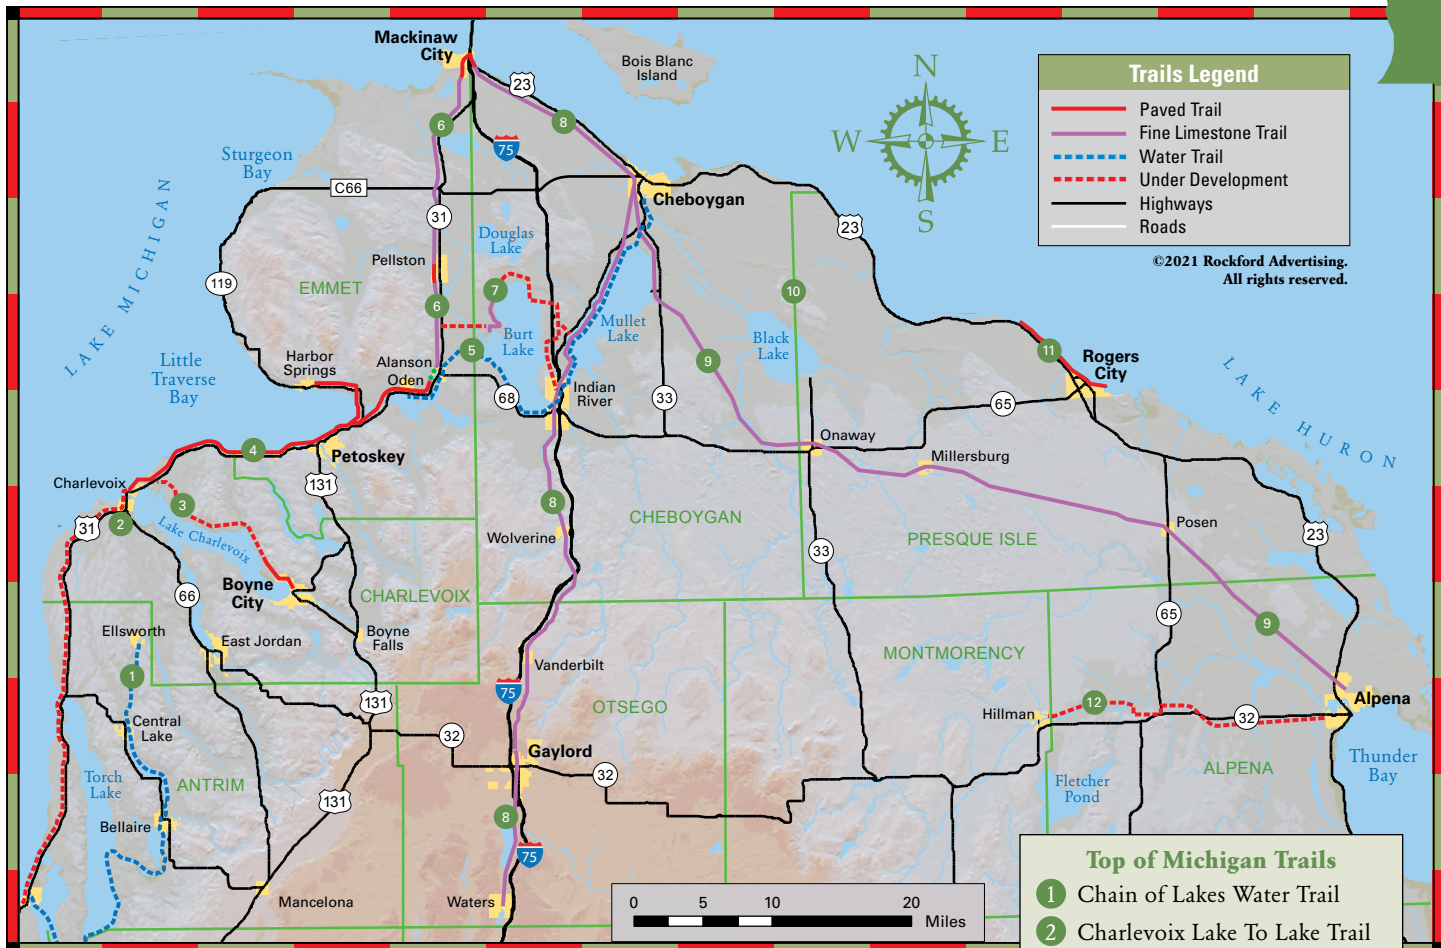 Mackinaw
City
23
Bois Blanc
Island
N
W
E
S
Trails Legend
Paved Trail
Fine Limestone Trail
Water Trail
Under Development
Highways
Roads
©2021 Rockford Advertising.
All rights reserved.
6
8
75
Sturgeon
Bay
C66
Cheboygan
31
23
LAKE MICHIGAN
Douglas
Lake
Pellston
119
EMMET
7
10
6
Mullet
Lake
Burt
Lake
Black
Lake
5
9
11
Rogers
City
Little
Traverse
Bay
Harbor
Springs
Alanson
Oden
LAKE HURON
68
Indian
River
33
65
4
Petoskey
Onaway
Millersburg
Charlevoix
131
3
2
31
Lake Charlevoix
8
CHEBOYGAN
Posen
Wolverine
PRESQUE ISLE
23
33
Boyne
City
66
CHARLEVOIX
65
9
Ellsworth
East Jordan
Boyne
Falls
MONTMORENCY
Vanderbilt
1
75
131
OTSEGO
Hillman
12
32
Alpena
Central
Lake
32
Gaylord
32
Thunder
Bay
Torch
Lake
ANTRIM
131
Fletcher
Pond
ALPENA
Bellaire
8
75
Mancelona
Waters
0
5
10
20
Miles
Top of Michigan Trails
1 Chain of Lakes Water Trail
2 Charlevoix Lake To Lake Trail